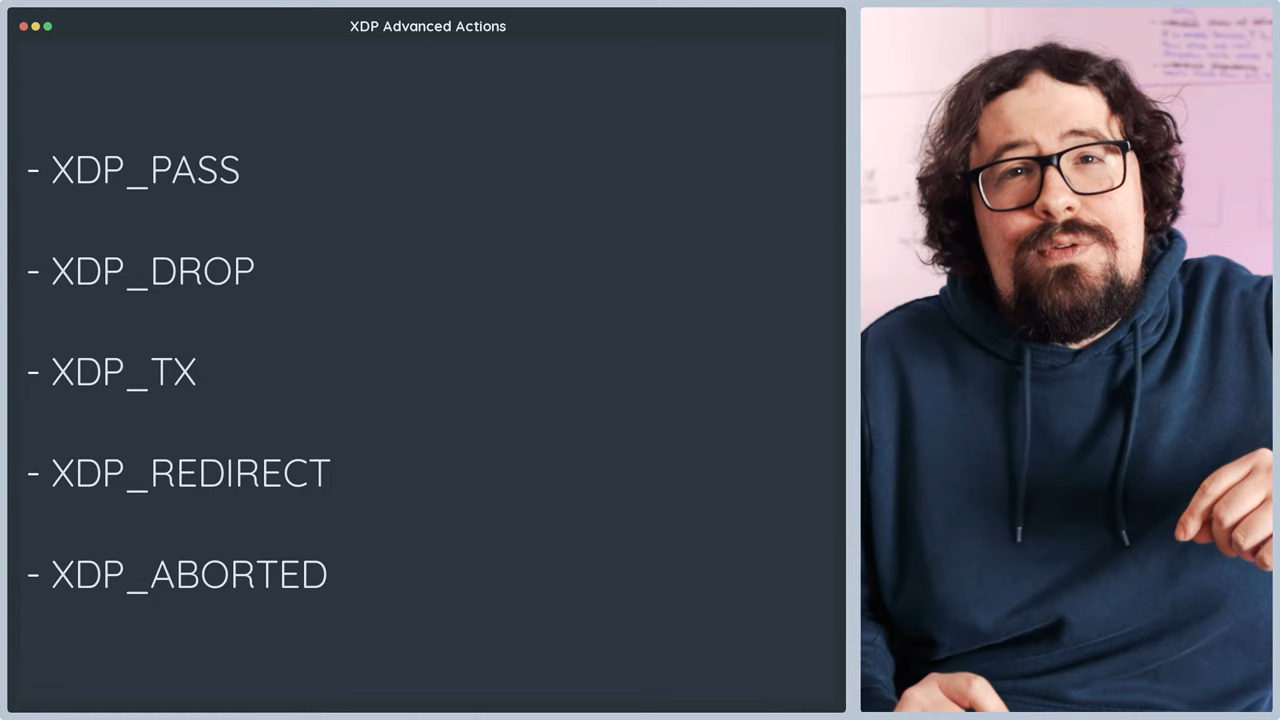 XDP Advanced Actions
- XDP_PASS
- XDP_DROP
- XDP_TX
- XDP_REDIRECT
- XDP_ABORTED